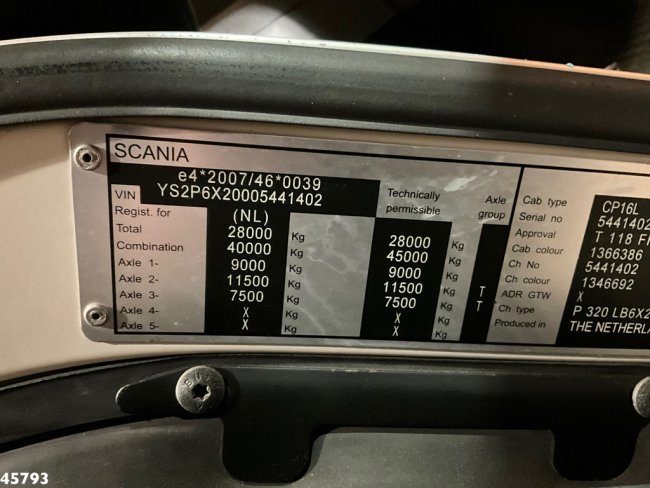 SCANIA
e4*2007/46*0039
VIN YS2P6X20005441402
Regist. for (NL) Technically permissible Axle group
Total 28000 Kg 28000 Kg
Combination 40000 Kg 45000 Kg
Axle 1- 9000 Kg 9000 Kg
Axle 2- 11500 Kg 11500 Kg T
Axle 3- 7500 Kg 7500 Kg T
Axle 4- X Kg X Kg
Axle 5- X Kg X Kg
Cab type CP16L
Serial no 5441402
Approval T 118 F
Cab colour 1366386
Ch No 5441402
Ch colour 1346692
ADR GTW X
Ch type P 320 LB6X2
Produced in THE NETHERLA
45793